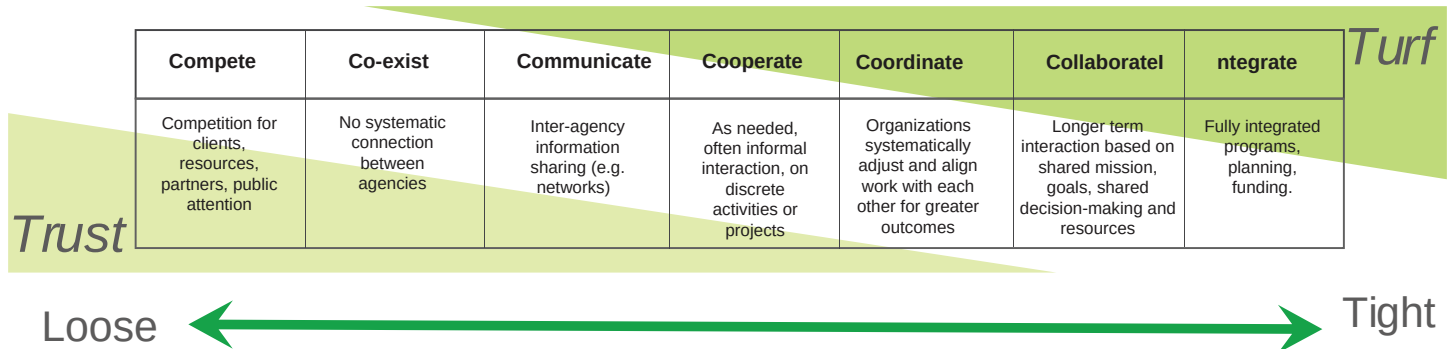 Turf
Compete
Co-exist
Communicate
Cooperate
Coordinate
CollaborateI
ntegrate
Competition for
clients,
resources,
partners, public
attention
No systematic
connection
between
agencies
Inter-agency
information
sharing (e.g.
networks)
As needed,
often informal
interaction, on
discrete
activities or
projects
Organizations
systematically
adjust and align
work with each
other for greater
outcomes
Longer term
interaction based on
shared mission,
goals, shared
decision-making and
resources
Fully integrated
programs,
planning,
funding.
Trust
Loose
Tight